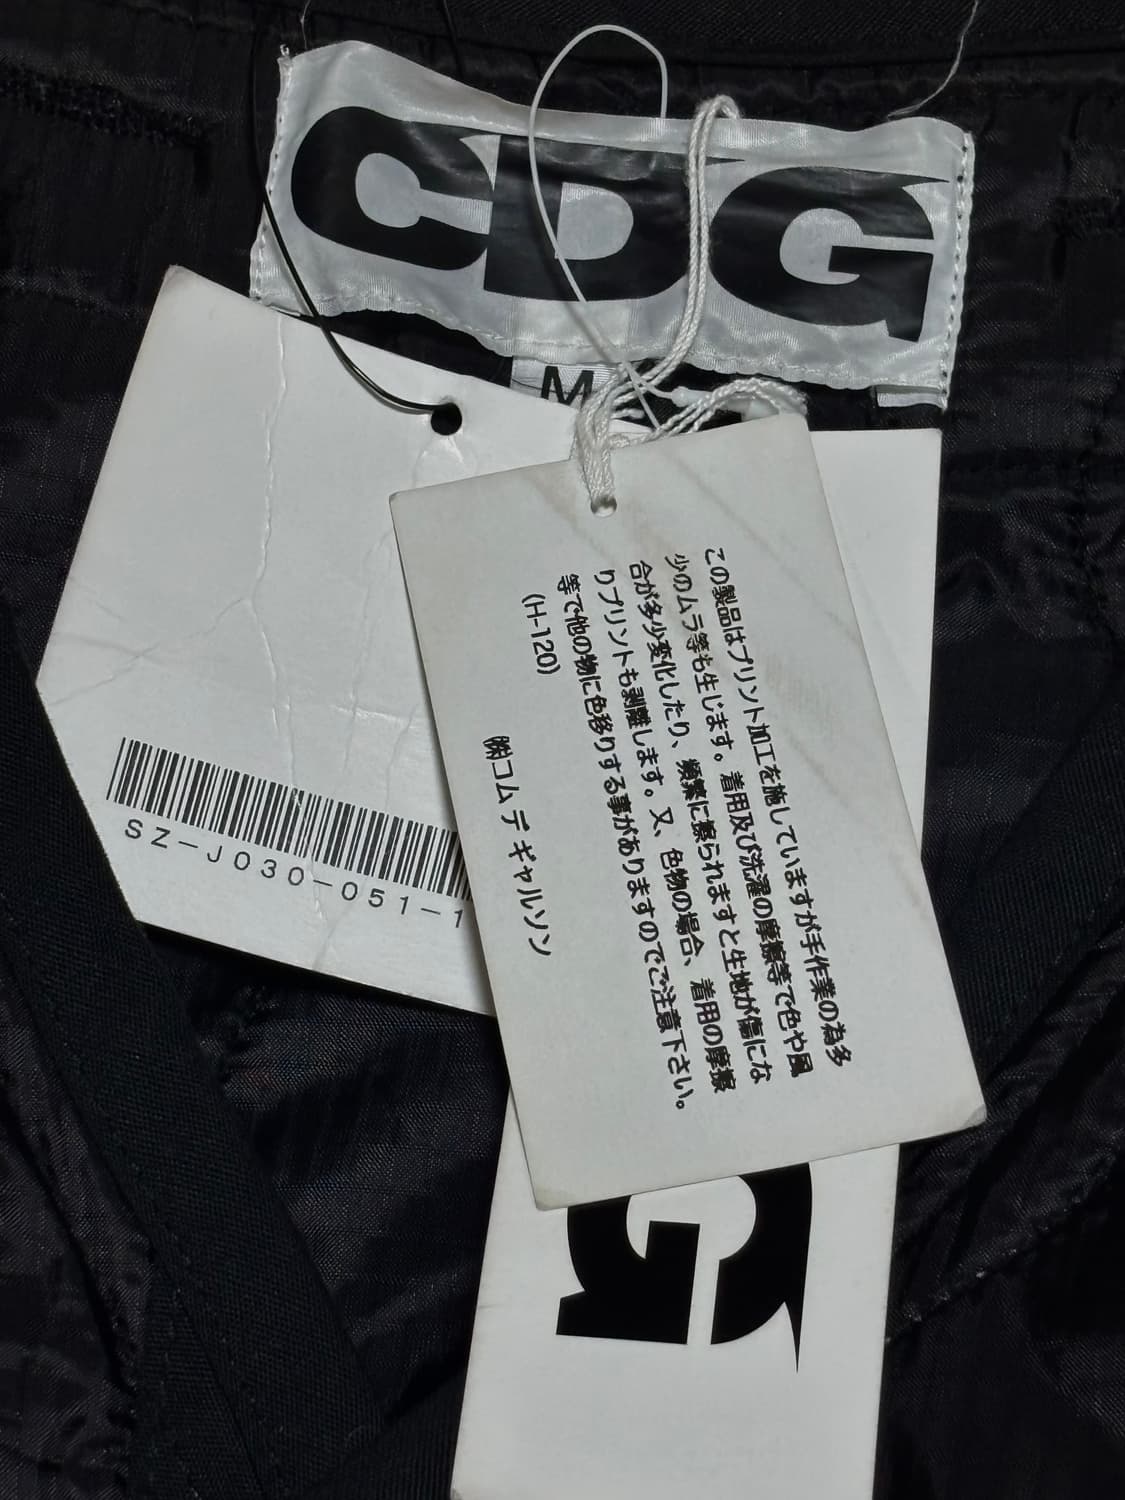 CDG
M
SZ-J030-051-1
この製品はプリント加工を施していますが手作業の為多
少のムラ等も生じます。着用及び洗濯の摩擦等で色や風
合が多少変化したり、頻繁に擦られますと生地が傷にな
りプリントも剥離します。又、色物の場合、着用の摩擦
等で他の物に色移りする事がありますのでご注意下さい。
(H-120)
㈱コム デ ギャルソン
G